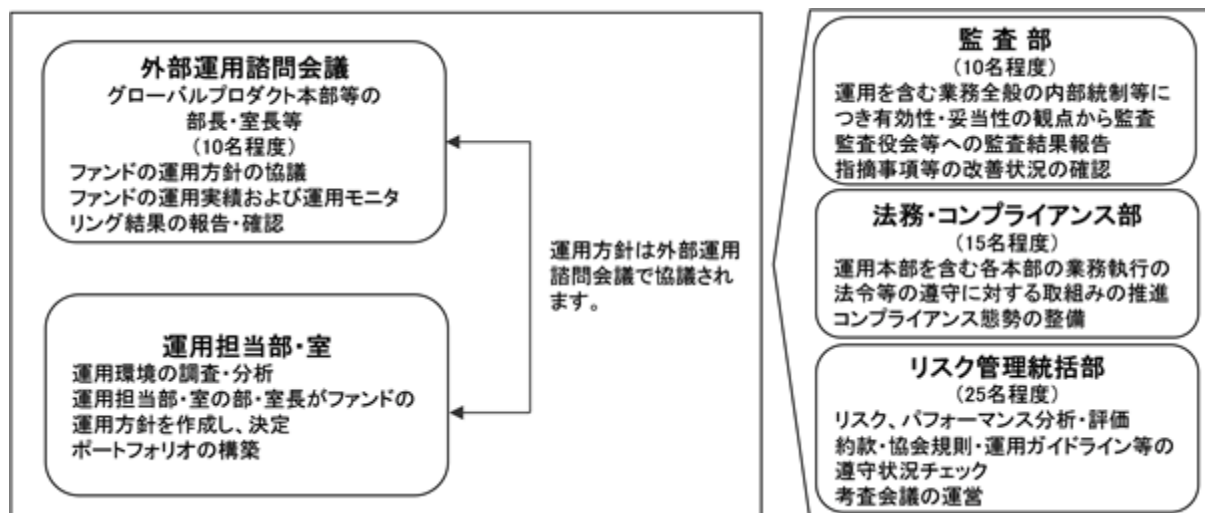 外部運用諮問会議
グローバルプロダクト本部等の
部長・室長等
(10名程度)
ファンドの運用方針の協議
ファンドの運用実績および運用モニタ
リング結果の報告・確認
運用方針は外部運用
諮問会議で協議され
ます。
運用担当部・室
運用環境の調査・分析
運用担当部・室の部・室長がファンドの
運用方針を作成し、決定
ポートフォリオの構築
監 査 部
(10名程度)
運用を含む業務全般の内部統制等に
つき有効性・妥当性の観点から監査
監査役会等への監査結果報告
指摘事項等の改善状況の確認
法務・コンプライアンス部
(15名程度)
運用本部を含む各本部の業務執行の
法令等の遵守に対する取組みの推進
コンプライアンス態勢の整備
リスク管理統括部
(25名程度)
リスク、パフォーマンス分析・評価
約款・協会規則・運用ガイドライン等の
遵守状況チェック
考査会議の運営